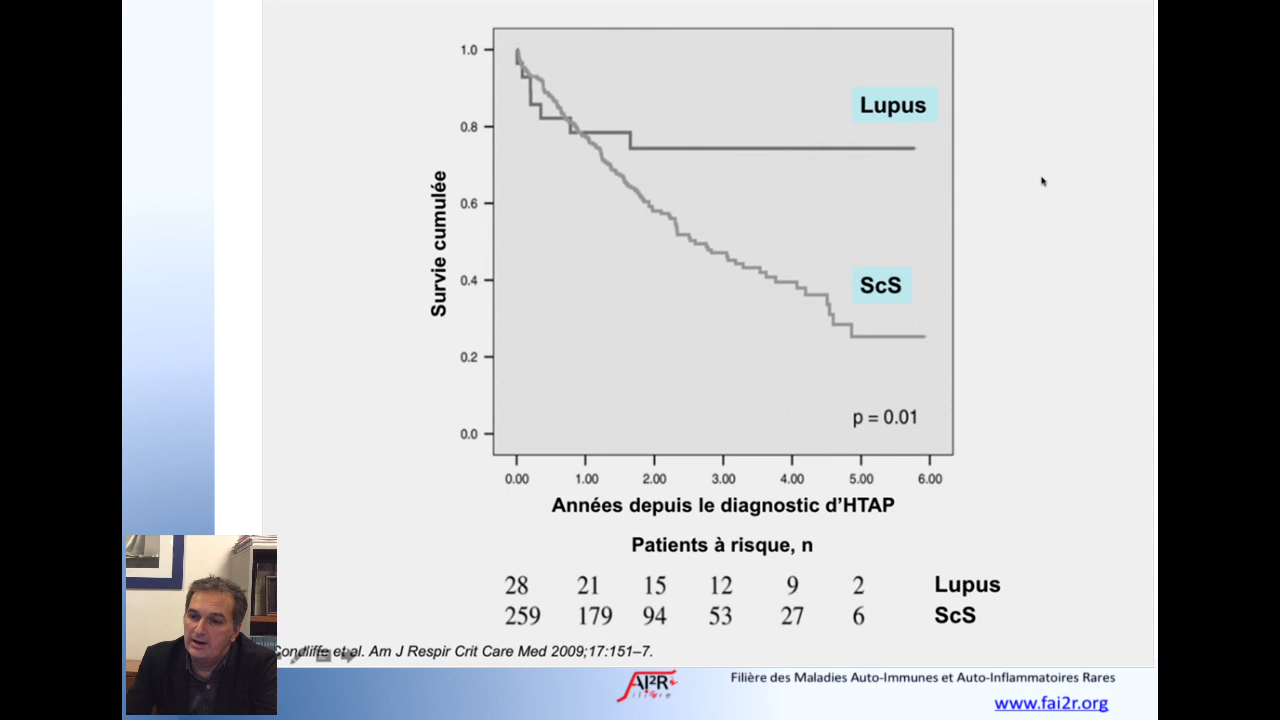 1.0
0.8
0.6
0.4
0.2
0.0
Survie cumulée
Lupus
ScS
p = 0.01
0.00 1.00 2.00 3.00 4.00 5.00 6.00
Années depuis le diagnostic d’HTAP
Patients à risque, n
28 21 15 12 9 2 Lupus
259 179 94 53 27 6 ScS
Condliffe et al. Am J Respir Crit Care Med 2009;17:151–7.
FAI2R
filière
Filière des Maladies Auto-Immunes et Auto-Inflammatoires Rares
www.fai2r.org